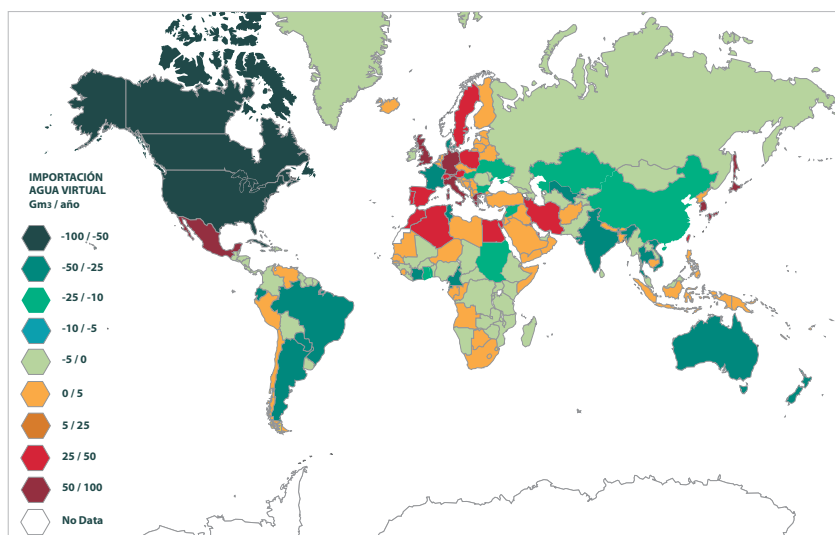 IMPORTACIÓN
AGUA VIRTUAL
Gm3 / año
-100 / -50
-50 / -25
-25 / -10
-10 / -5
-5 / 0
0 / 5
5 / 25
25 / 50
50 / 100
No Data